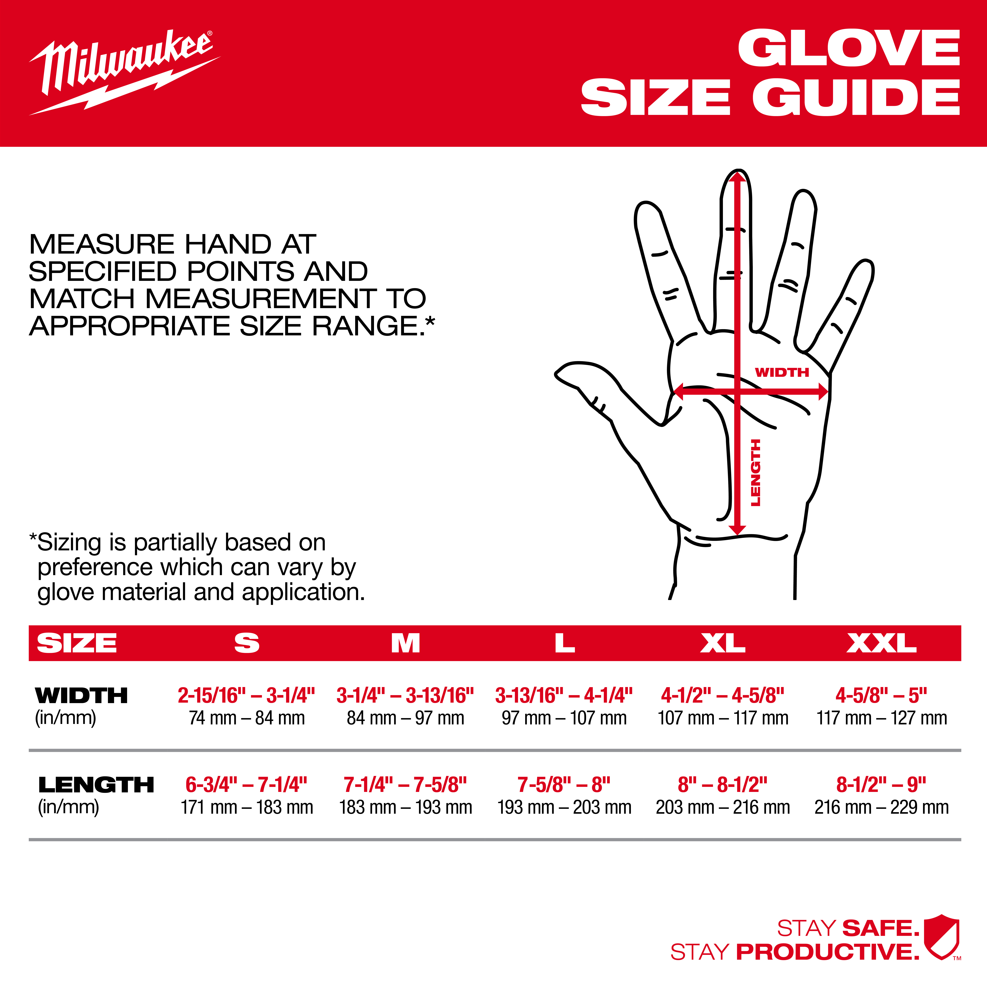 Milwaukee®
GLOVE
SIZE GUIDE
MEASURE HAND AT
SPECIFIED POINTS AND
MATCH MEASUREMENT TO
APPROPRIATE SIZE RANGE.*
WIDTH
LENGTH
*Sizing is partially based on
preference which can vary by
glove material and application.
SIZE S M L XL XXL
WIDTH 2-15/16" – 3-1/4" 3-1/4" – 3-13/16" 3-13/16" – 4-1/4" 4-1/2" – 4-5/8" 4-5/8" – 5"
(in/mm) 74 mm – 84 mm 84 mm – 97 mm 97 mm – 107 mm 107 mm – 117 mm 117 mm – 127 mm
LENGTH 6-3/4" – 7-1/4" 7-1/4" – 7-5/8" 7-5/8" – 8" 8" – 8-1/2" 8-1/2" – 9"
(in/mm) 171 mm – 183 mm 183 mm – 193 mm 193 mm – 203 mm 203 mm – 216 mm 216 mm – 229 mm
STAY SAFE.
STAY PRODUCTIVE. ™